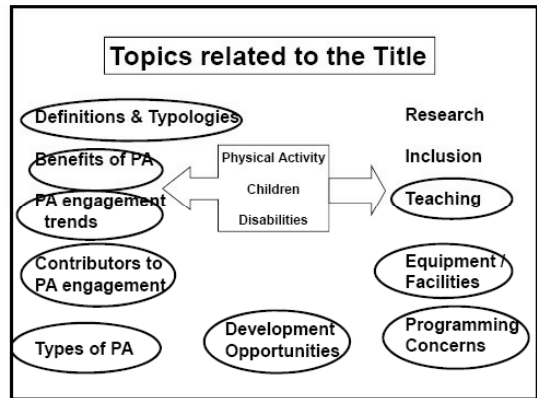 Topics related to the Title
Definitions & Typologies
Benefits of PA
PA engagement
trends
Contributors to
PA engagement
Types of PA
Physical Activity
Children
Disabilities
Development
Opportunities
Research
Inclusion
Teaching
Equipment /
Facilities
Programming
Concerns